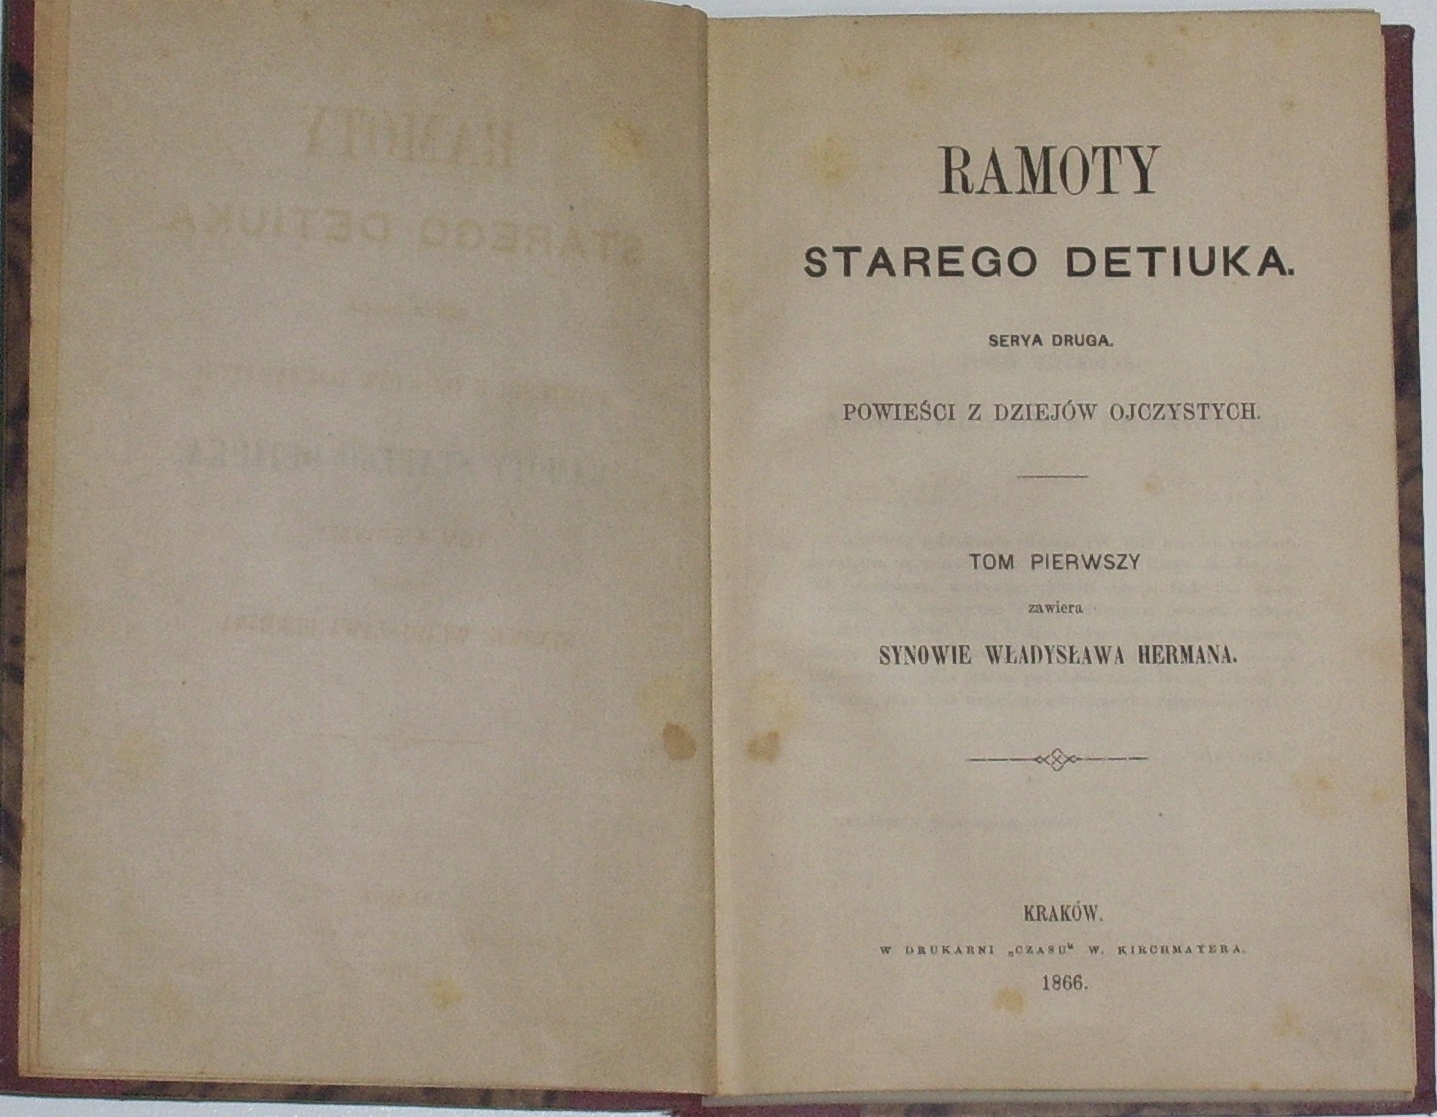 RAMOTY
STAREGO DETIUKA.
SERYA DRUGA.
POWIEŚCI Z DZIEJÓW OJCZYSTYCH.
TOM PIERWSZY
zawiera
SYNOWIE WŁADYSŁAWA HERMANA.
KRAKÓW.
W DRUKARNI „CZASU" W. KIRCHMAYERA.
1866.